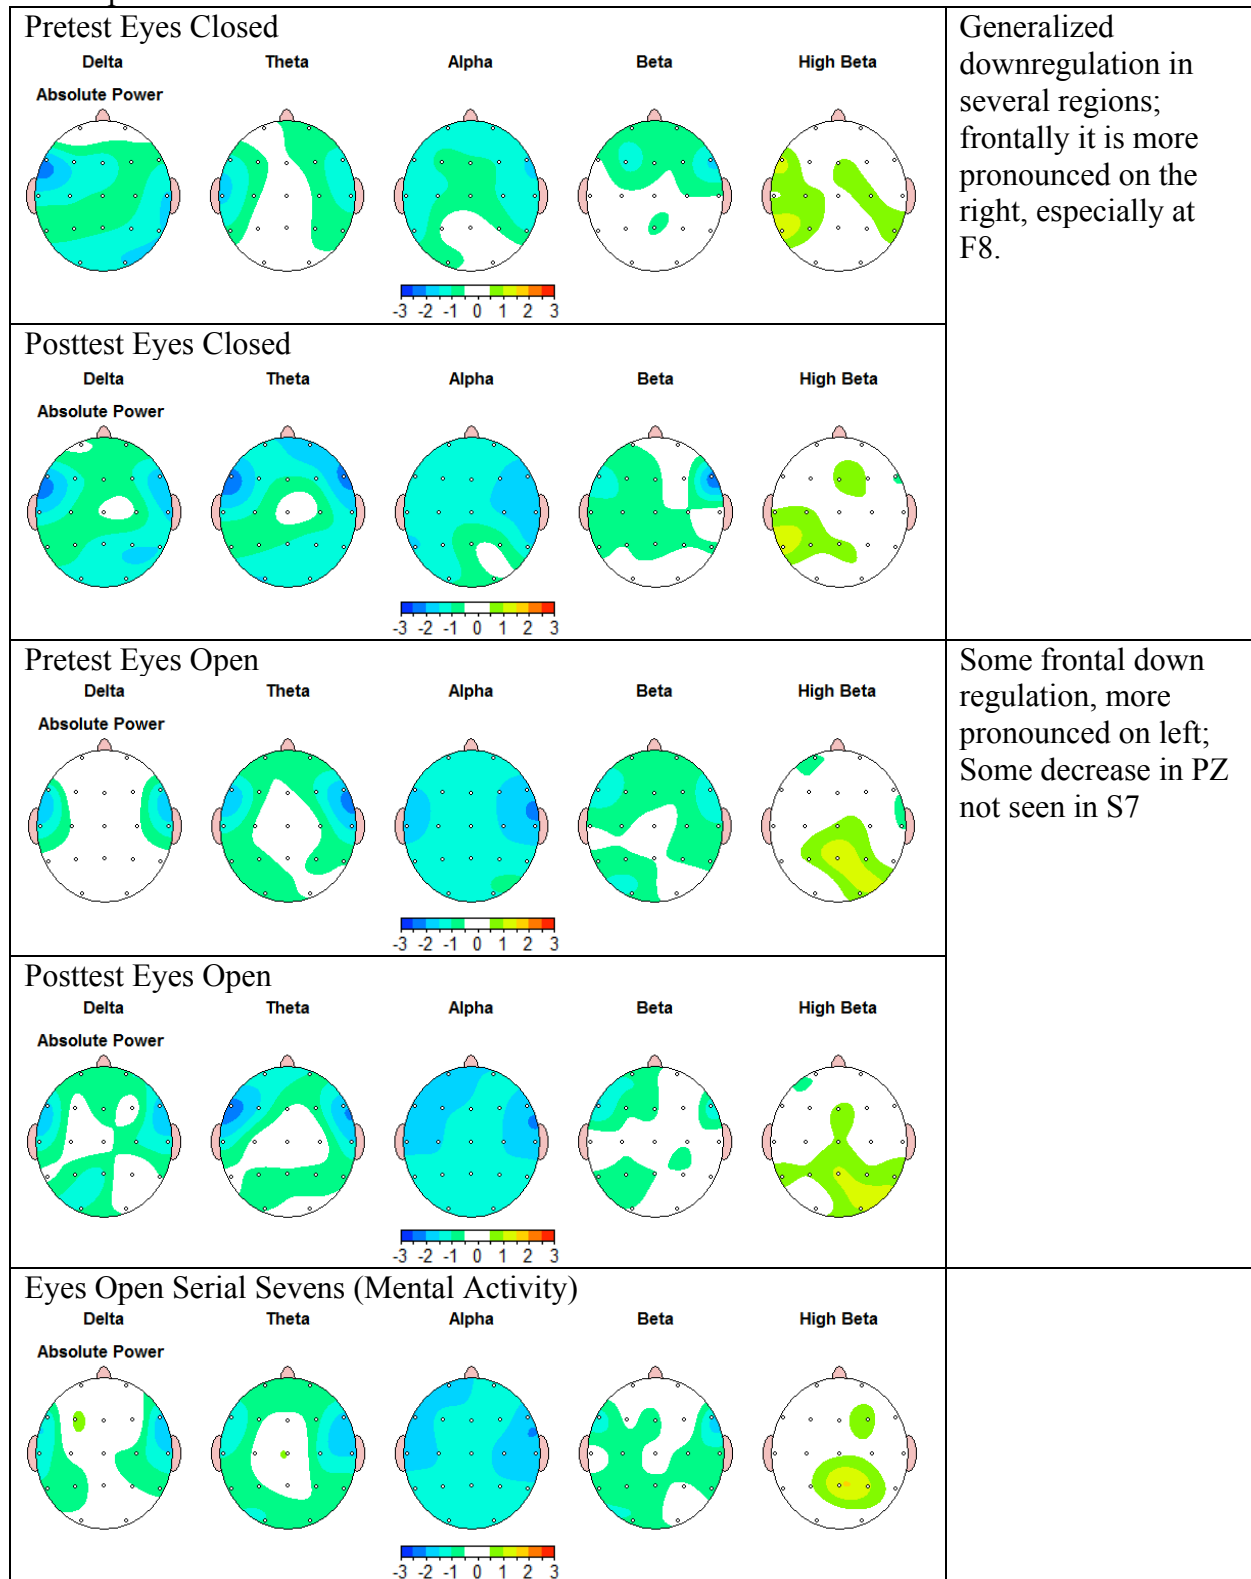 Pretest Eyes Closed
Delta Theta Alpha Beta High Beta
Absolute Power
-3 -2 -1 0 1 2 3
Generalized
downregulation in
several regions;
frontally it is more
pronounced on the
right, especially at
F8.
Posttest Eyes Closed
Delta Theta Alpha Beta High Beta
Absolute Power
-3 -2 -1 0 1 2 3
Pretest Eyes Open
Delta Theta Alpha Beta High Beta
Absolute Power
-3 -2 -1 0 1 2 3
Some frontal down
regulation, more
pronounced on left;
Some decrease in PZ
not seen in S7
Posttest Eyes Open
Delta Theta Alpha Beta High Beta
Absolute Power
-3 -2 -1 0 1 2 3
Eyes Open Serial Sevens (Mental Activity)
Delta Theta Alpha Beta High Beta
Absolute Power
-3 -2 -1 0 1 2 3